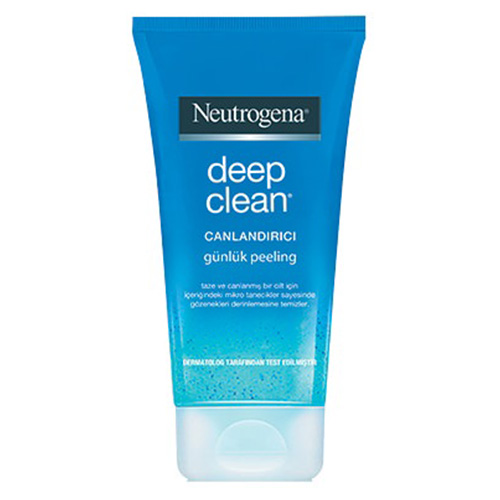 Neutrogena®
deep
clean®
CANLANDIRICI
günlük peeling
taze ve canlanmış bir cilt için
içeriğindeki mikro tanecikler sayesinde
gözenekleri derinlemesine temizler
DERMATOLOG TARAFINDAN TEST EDİLMİŞTİR